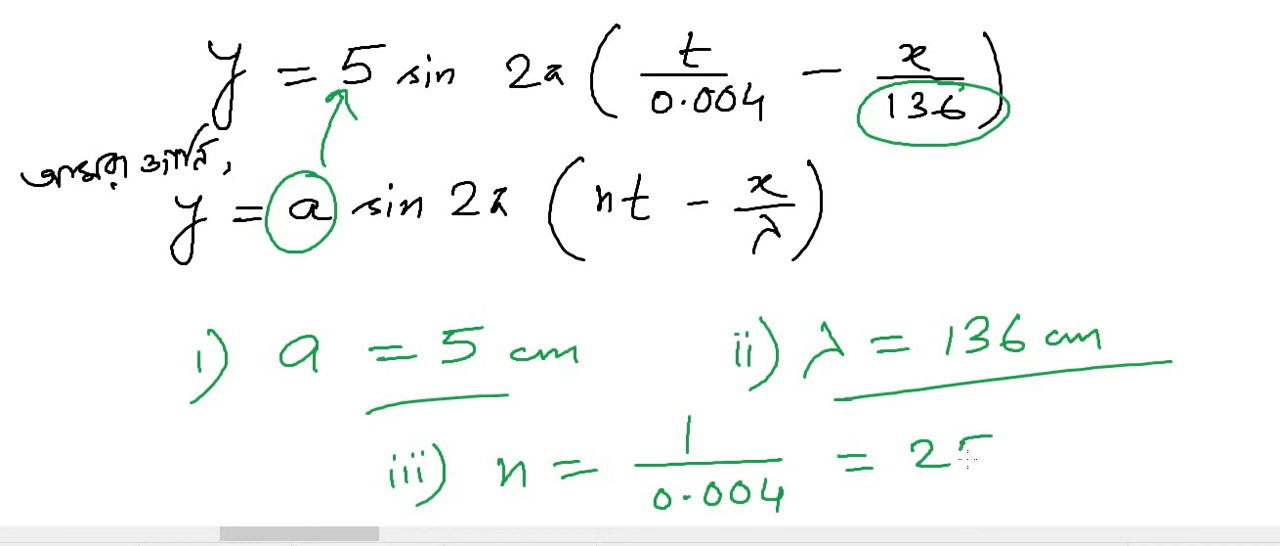 y = 5 sin 2π ( t/0.004 - x/136 )
আমরা জানি,
y = a sin 2π ( nt - x/λ )
i) a = 5 cm ii) λ = 136 cm
iii) n = 1/0.004 = 25